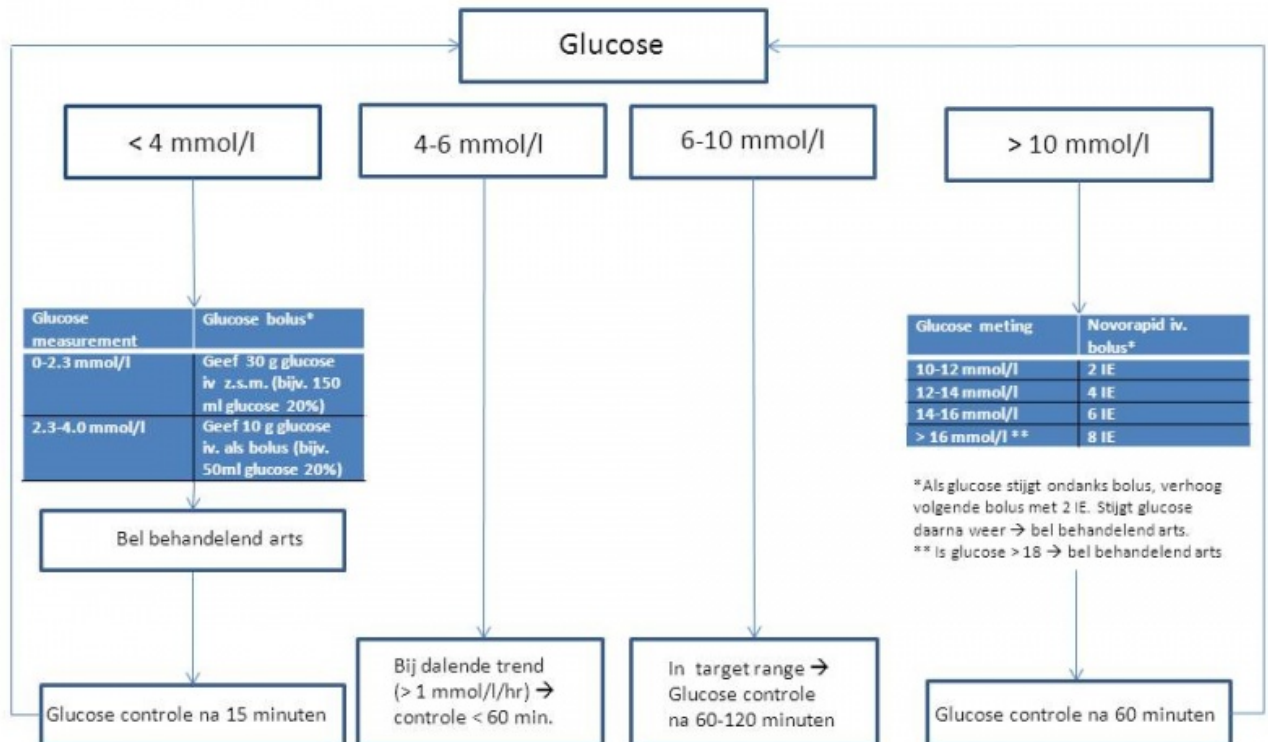 Glucose
< 4 mmol/l
4-6 mmol/l
6-10 mmol/l
> 10 mmol/l
Glucose
measurement
Glucose bolus*
0-2.3 mmol/l
Geef 30 g glucose
iv z.s.m. (bijv. 150
ml glucose 20%)
2.3-4.0 mmol/l
Geef 10 g glucose
iv. als bolus (bijv.
50ml glucose 20%)
Bel behandelend arts
Glucose controle na 15 minuten
Bij dalende trend
(> 1 mmol/l/hr) →
controle < 60 min.
In target range →
Glucose controle
na 60-120 minuten
Glucose meting
Novorapid iv.
bolus*
10-12 mmol/l
2 IE
12-14 mmol/l
4 IE
14-16 mmol/l
6 IE
> 16 mmol/l **
8 IE
*Als glucose stijgt ondanks bolus, verhoog
volgende bolus met 2 IE. Stijgt glucose
daarna weer → bel behandelend arts.
** Is glucose > 18 → bel behandelend arts
Glucose controle na 60 minuten